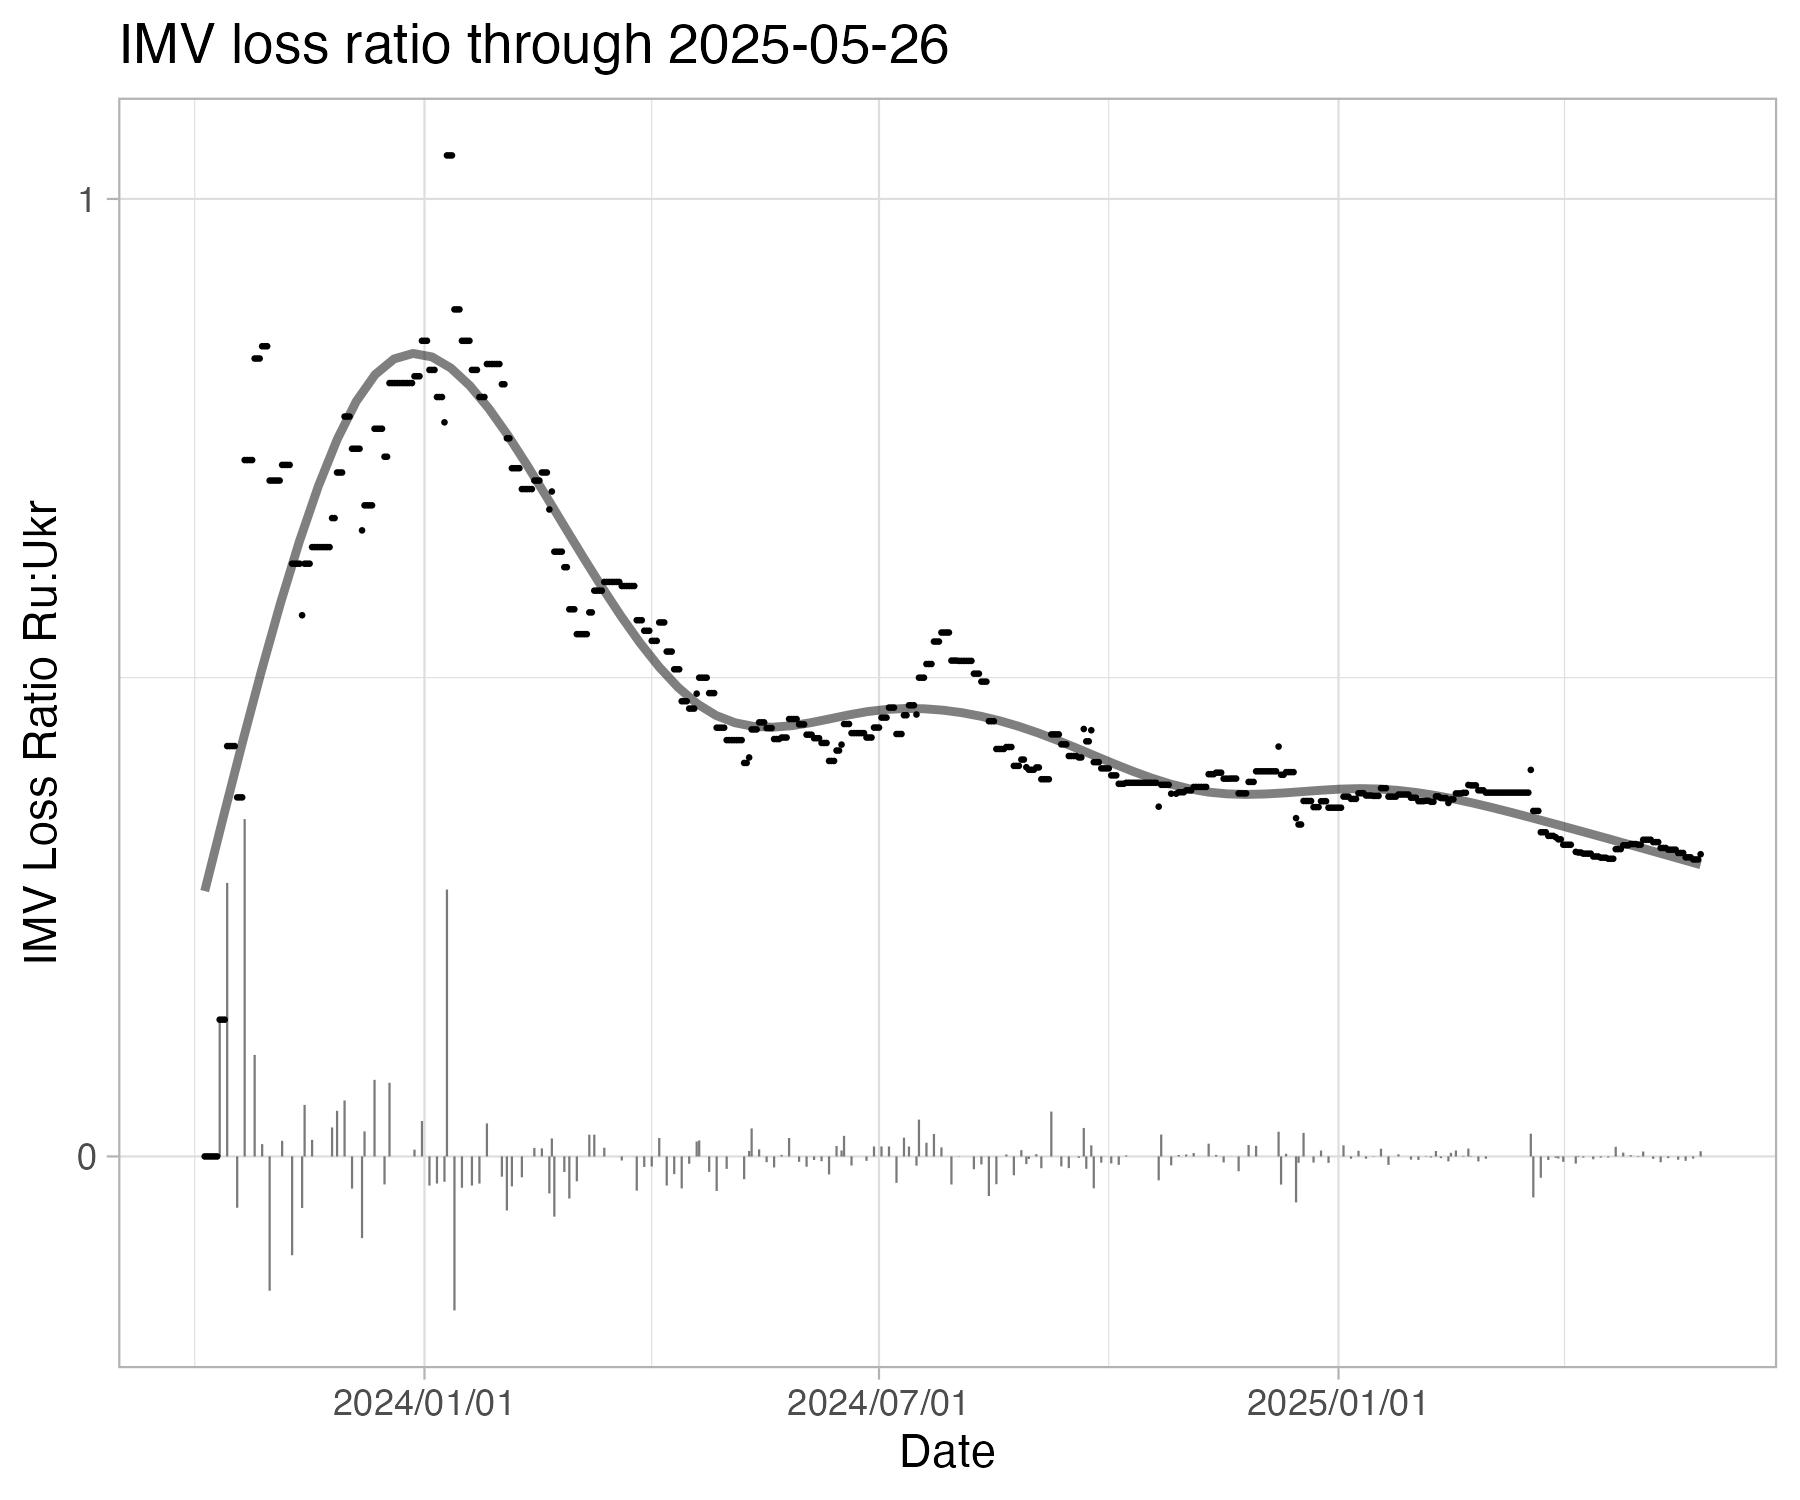 IMV loss ratio through 2025-05-26
IMV Loss Ratio Ru:Ukr
1
0
2024/01/01
2024/07/01
2025/01/01
Date